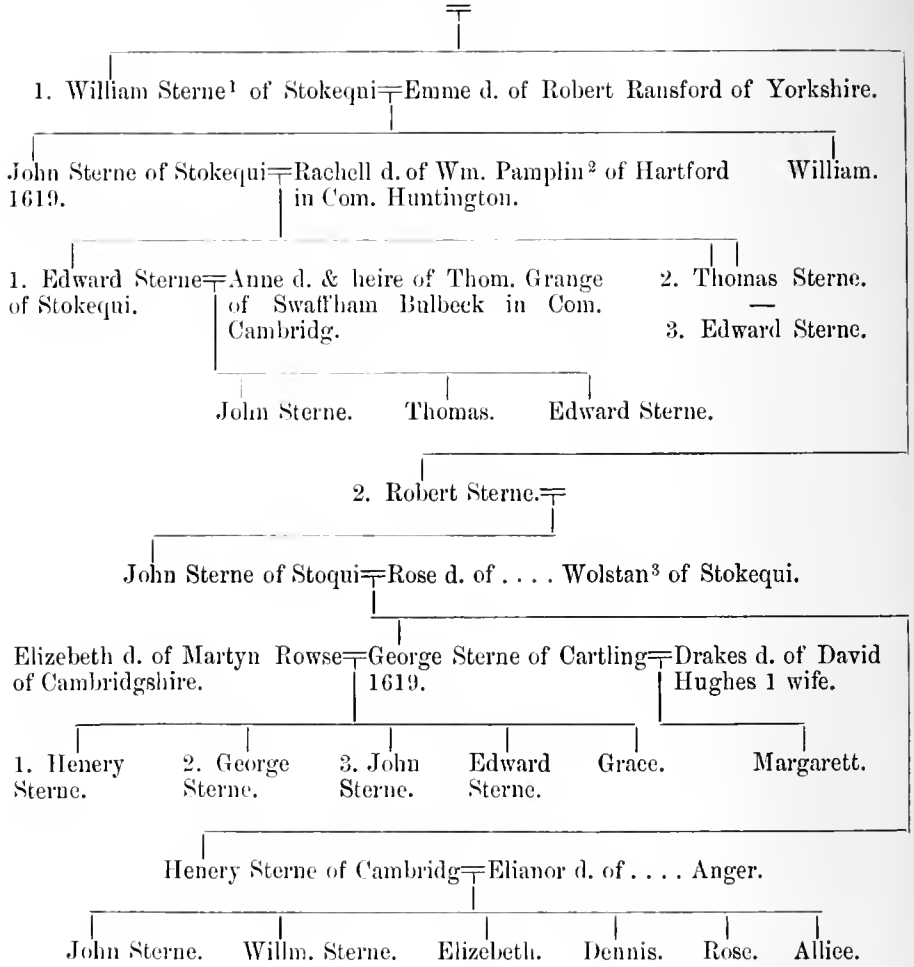 1. William Sterne¹ of Stokequi=Emme d. of Robert Ransford of Yorkshire.
John Sterne of Stokequi=Rachell d. of Wm. Pamplin² of Hartford William.
1619. in Com. Huntington.
1. Edward Sterne=Anne d. & heire of Thom. Grange 2. Thomas Sterne.
of Stokequi. of Swaffham Bulbeck in Com. —
Cambridg. 3. Edward Sterne.
John Sterne. Thomas. Edward Sterne.
2. Robert Sterne.=
John Sterne of Stoqui=Rose d. of . . . . Wolstan³ of Stokequi.
Elizebeth d. of Martyn Rowse=George Sterne of Cartling=Drakes d. of David
of Cambridgshire. 1619. Hughes 1 wife.
1. Henery 2. George 3. John Edward Grace. Margarett.
Sterne. Sterne. Sterne. Sterne.
Henery Sterne of Cambridg=Elianor d. of . . . . Anger.
John Sterne. Willm. Sterne. Elizebeth. Dennis. Rose. Allice.